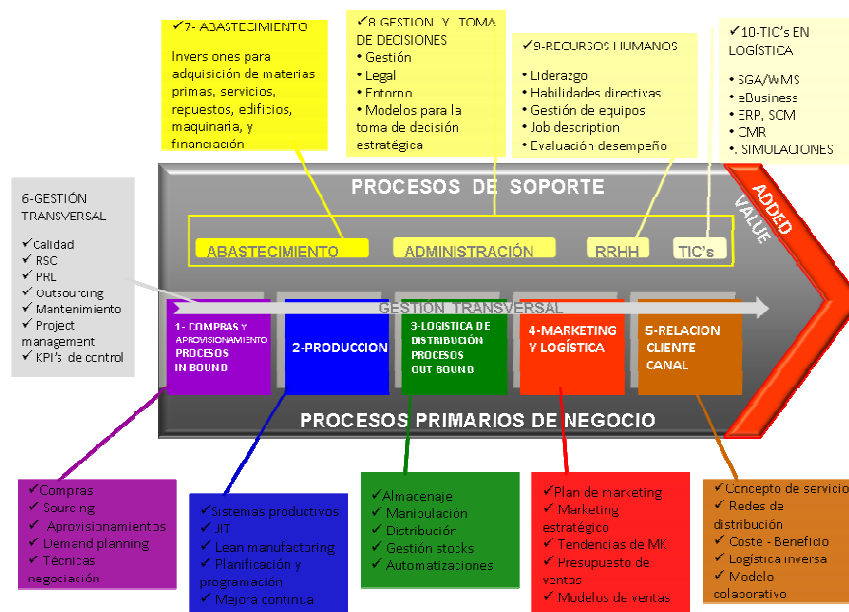 ✓7- ABASTECIMIENTO
Inversiones para
adquisición de materias
primas, servicios,
repuestos, edificios,
maquinaria, y
financiación
✓8 GESTION Y TOMA
DE DECISIONES
• Gestión
• Legal
• Entorno
• Modelos para la
toma de decisión
estratégica
✓9-RECURSOS HUMANOS
• Liderazgo
• Habilidades directivas
• Gestión de equipos
• Job description
• Evaluación desempeño
✓10-TIC's EN
LOGÍSTICA
• SGA/WMS
• eBusiness
• ERP, SCM
• CMR
• . SIMULACIONES
6-GESTIÓN
TRANSVERSAL
✓Calidad
✓ RSC
✓ PRL
✓ Outsourcing
✓ Mantenimiento
✓ Project
management
✓ KPI's de control
PROCESOS DE SOPORTE
ADDED
VALUE
ABASTECIMIENTO
ADMINISTRACIÓN
RRHH
TIC's
GESTIÓN TRANSVERSAL
1- COMPRAS Y
APROVISIONAMIENTO
PROCESOS
IN BOUND
2-PRODUCCION
3-LOGISTICA DE
DISTRIBUCIÓN
PROCESOS
OUT BOUND
4-MARKETING
Y LOGÍSTICA
5-RELACION
CLIENTE
CANAL
PROCESOS PRIMARIOS DE NEGOCIO
✓Compras
✓ Sourcing
✓ Aprovisionamientos
✓ Demand planning
✓ Técnicas
negociación
✓Sistemas productivos
✓ JIT
✓ Lean manufactoring
✓ Planificación y
programación
✓ Mejora continua
✓Almacenaje
✓ Manipulación
✓ Distribución
✓ Gestión stocks
✓ Automatizaciones
✓Plan de marketing
✓ Marketing
estratégico
✓ Tendencias de MK
✓ Presupuesto de
ventas
✓ Modelos de ventas
✓Concepto de servicio
✓ Redes de
distribución
✓ Coste - Beneficio
✓ Logística inversa
✓ Modelo
colaborativo